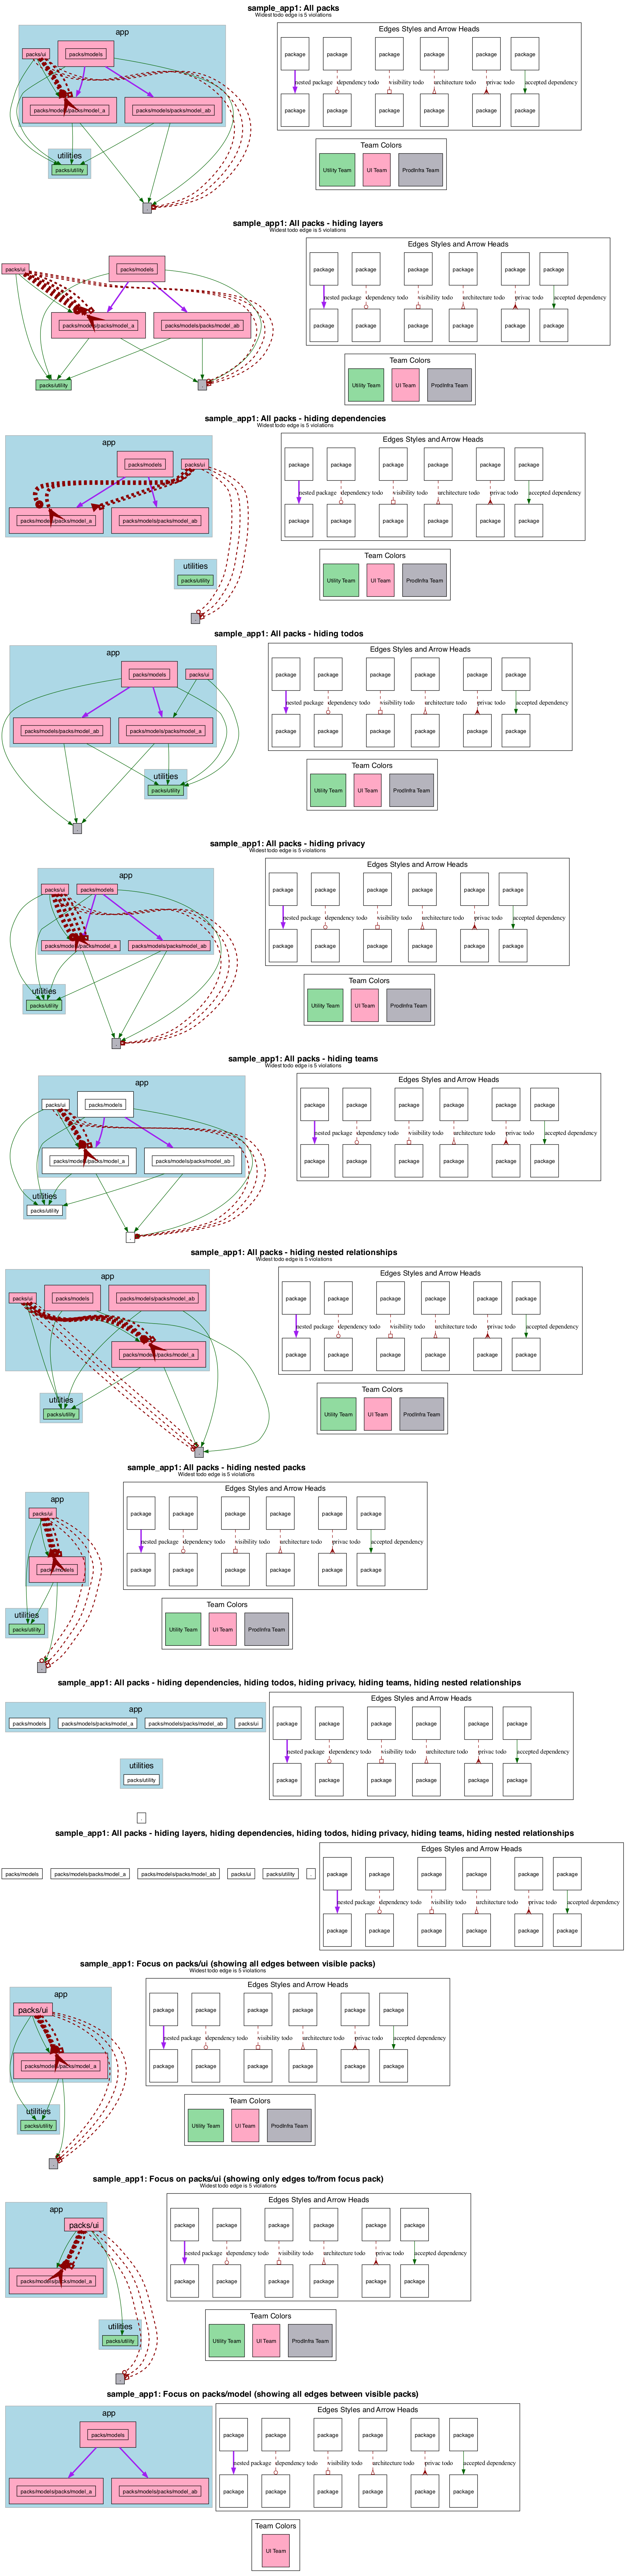 sample_app1: All packs
Widest todo edge is 5 violations
app
packs/ui
packs/models
packs/models/packs/model_a
packs/models/packs/model_ab
utilities
packs/utility
.
Edges Styles and Arrow Heads
package package package package package package
nested package dependency todo visibility todo architecture todo privac todo accepted dependency
package package package package package package
Team Colors
Utility Team UI Team ProdInfra Team
sample_app1: All packs - hiding layers
Widest todo edge is 5 violations
packs/ui
packs/models
packs/models/packs/model_a
packs/models/packs/model_ab
packs/utility
.
Edges Styles and Arrow Heads
package package package package package package
nested package dependency todo visibility todo architecture todo privac todo accepted dependency
package package package package package package
Team Colors
Utility Team UI Team ProdInfra Team
sample_app1: All packs - hiding dependencies
Widest todo edge is 5 violations
app
packs/models
packs/ui
packs/models/packs/model_a
packs/models/packs/model_ab
utilities
packs/utility
.
Edges Styles and Arrow Heads
package package package package package package
nested package dependency todo visibility todo architecture todo privac todo accepted dependency
package package package package package package
Team Colors
Utility Team UI Team ProdInfra Team
sample_app1: All packs - hiding todos
app
packs/models
packs/ui
packs/models/packs/model_ab
packs/models/packs/model_a
utilities
packs/utility
.
Edges Styles and Arrow Heads
package package package package package package
nested package dependency todo visibility todo architecture todo privac todo accepted dependency
package package package package package package
Team Colors
Utility Team UI Team ProdInfra Team
sample_app1: All packs - hiding privacy
Widest todo edge is 5 violations
app
packs/ui
packs/models
packs/models/packs/model_a
packs/models/packs/model_ab
utilities
packs/utility
.
Edges Styles and Arrow Heads
package package package package package package
nested package dependency todo visibility todo architecture todo privac todo accepted dependency
package package package package package package
Team Colors
Utility Team UI Team ProdInfra Team
sample_app1: All packs - hiding teams
Widest todo edge is 5 violations
app
packs/ui
packs/models
packs/models/packs/model_a
packs/models/packs/model_ab
utilities
packs/utility
.
Edges Styles and Arrow Heads
package package package package package package
nested package dependency todo visibility todo architecture todo privac todo accepted dependency
package package package package package package
sample_app1: All packs - hiding nested relationships
Widest todo edge is 5 violations
app
packs/ui
packs/models
packs/models/packs/model_ab
packs/models/packs/model_a
utilities
packs/utility
.
Edges Styles and Arrow Heads
package package package package package package
nested package dependency todo visibility todo architecture todo privac todo accepted dependency
package package package package package package
Team Colors
Utility Team UI Team ProdInfra Team
sample_app1: All packs - hiding nested packs
Widest todo edge is 5 violations
app
packs/ui
packs/models
utilities
packs/utility
.
Edges Styles and Arrow Heads
package package package package package package
nested package dependency todo visibility todo architecture todo privac todo accepted dependency
package package package package package package
Team Colors
Utility Team UI Team ProdInfra Team
sample_app1: All packs - hiding dependencies, hiding todos, hiding privacy, hiding teams, hiding nested relationships
app
packs/models packs/models/packs/model_a packs/models/packs/model_ab packs/ui
utilities
packs/utility
.
Edges Styles and Arrow Heads
package package package package package package
nested package dependency todo visibility todo architecture todo privac todo accepted dependency
package package package package package package
sample_app1: All packs - hiding layers, hiding dependencies, hiding todos, hiding privacy, hiding teams, hiding nested relationships
packs/models packs/models/packs/model_a packs/models/packs/model_ab packs/ui packs/utility .
Edges Styles and Arrow Heads
package package package package package package
nested package dependency todo visibility todo architecture todo privac todo accepted dependency
package package package package package package
sample_app1: Focus on packs/ui (showing all edges between visible packs)
Widest todo edge is 5 violations
app
packs/ui
packs/models/packs/model_a
utilities
packs/utility
.
Edges Styles and Arrow Heads
package package package package package package
nested package dependency todo visibility todo architecture todo privac todo accepted dependency
package package package package package package
Team Colors
Utility Team UI Team ProdInfra Team
sample_app1: Focus on packs/ui (showing only edges to/from focus pack)
Widest todo edge is 5 violations
app
packs/ui
packs/models/packs/model_a
utilities
packs/utility
.
Edges Styles and Arrow Heads
package package package package package package
nested package dependency todo visibility todo architecture todo privac todo accepted dependency
package package package package package package
Team Colors
Utility Team UI Team ProdInfra Team
sample_app1: Focus on packs/model (showing all edges between visible packs)
app
packs/models
packs/models/packs/model_a
packs/models/packs/model_ab
Edges Styles and Arrow Heads
package package package package package package
nested package dependency todo visibility todo architecture todo privac todo accepted dependency
package package package package package package
Team Colors
UI Team